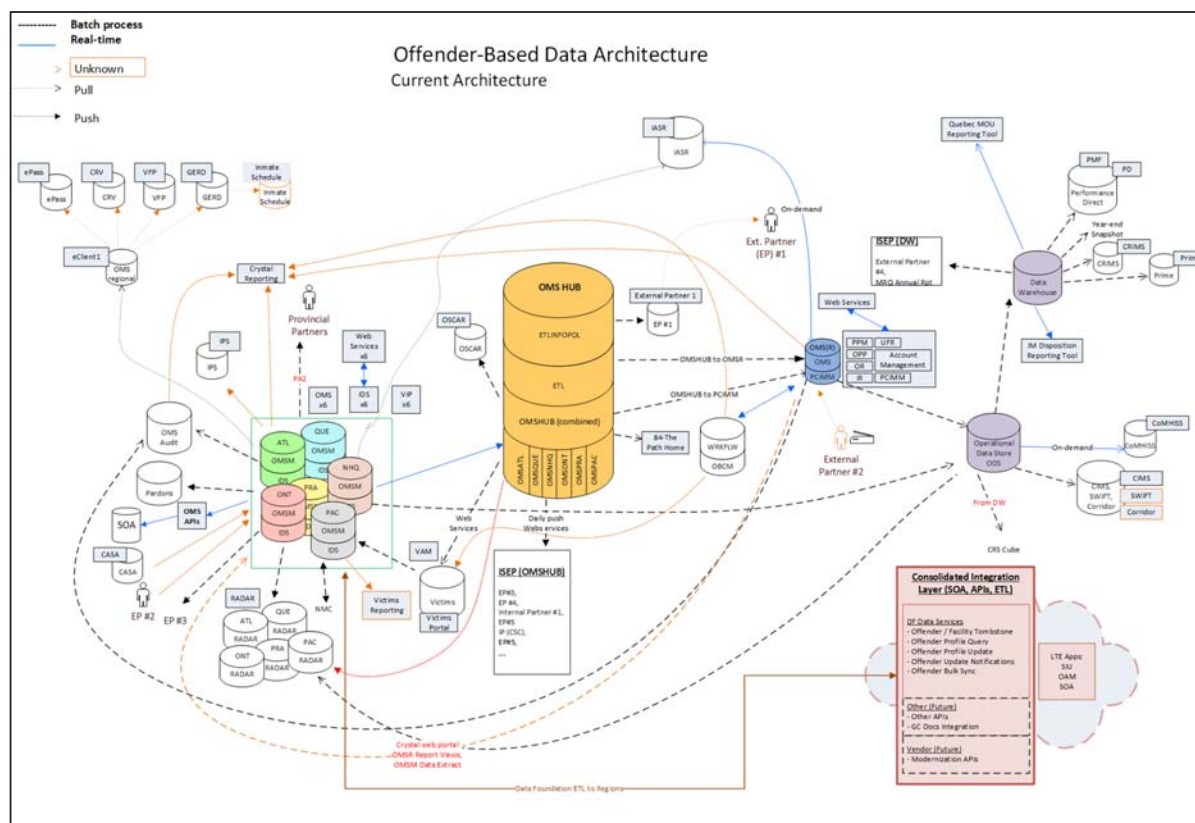 Batch process
Real-time
Unknown
Pull
Push
Offender-Based Data Architecture
Current Architecture
ePass
ePass
CRV
CRV
VFP
VFP
GERD
GERD
Inmate
Schedule
Inmate
Schedule
eClient1
OMS
regional
Crystal
Reporting
Provincial
Partners
PA2
IPS
IPS
Web
Services
x6
OMS
x6
IDS
x6
VIP
x6
OMS
Audit
Pardons
SOA
OMS
APIs
CASA
CASA
EP #2
EP #3
ATL
OMSM
IDS
QUE
OMSM
IDS
NHQ
OMSM
ONT
OMSM
IDS
PRA
PAC
OMSM
IDS
RADAR
ATL
RADAR
QUE
RADAR
ONT
RADAR
PRA
RADAR
PAC
RADAR
NMC
Victims
Reporting
VAM
Victims
Victims
Portal
Web
Services
OSCAR
OSCAR
OMS HUB
ETLINFOPOL
ETL
OMSHUB (combined)
OMSATL
OMSQUE
OMSNHQ
OMSONT
OMSPRA
OMSPAC
Daily push
Webs ervices
ISEP (OMSHUB)
EP#3,
EP #4,
Internal Partner #1,
EP#5
IP (CSC),
EP#5,
...
External Partner 1
EP #1
Ext. Partner
(EP) #1
On-demand
IASR
IASR
OMSHUB to OMSR
OMSHUB to PCIMM
84-The
Path Home
WRKFLW
OBCM
OMS(R)
OMS
PCIMM
Web Services
PPM
UFR
OPP
OR
Account
Management
IR
PCIMM
External
Partner #2
ISEP (DW)
External Partner
#4,
MRQ Annual Rpt
Quebec MOU
Reporting Tool
PMF
PD
Performance
Direct
Year-end
Snapshot
CRIMS
CRIMS
Prime
Data
Warehouse
IM Disposition
Reporting Tool
Operational
Data Store
ODS
On-demand
CoMHISS
CoMHISS
CIMS,
SWIFT,
Corridor
CIMS
SWIFT
Corridor
From DW
CRS Cube
Crystal web portal
OMSR Report Views,
OMSM Data Extract
Data Foundation ETL to Regions
Consolidated Integration
Layer (SOA, APIs, ETL)
DF Data Services
- Offender / Facility Tombstone
- Offender Profile Query
- Offender Profile Update
- Offender Update Notifications
- Offender Bulk Sync
Other (Future)
- Other APIs
- GC Docs Integration
Vendor (Future)
- Modernization APIs
LTE Apps
SIU
OAM
SOA